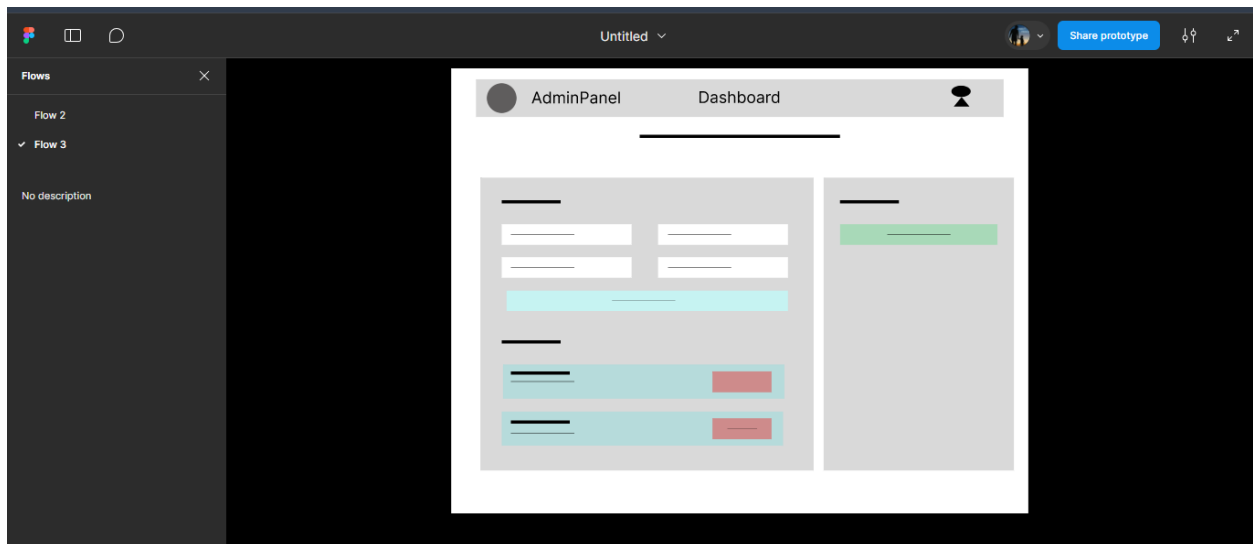 Untitled
Share prototype
Flows
Flow 2
Flow 3
No description
AdminPanel
Dashboard